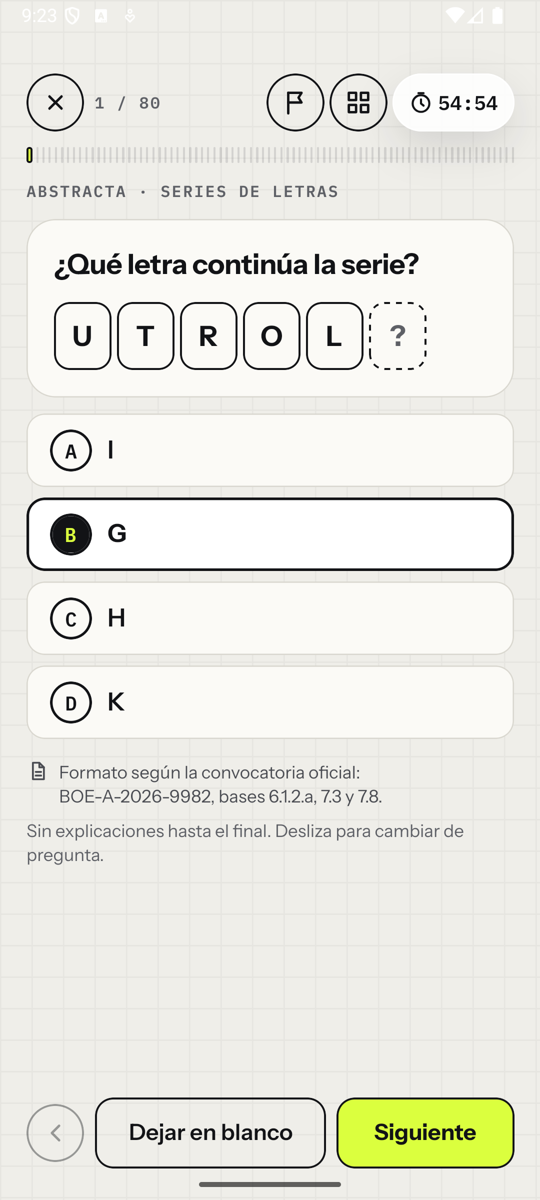 9:23
1 / 80
54:54
ABSTRACTA · SERIES DE LETRAS
¿Qué letra continúa la serie?
U T R O L ?
A I
B G
C H
D K
Formato según la convocatoria oficial:
BOE-A-2026-9982, bases 6.1.2.a, 7.3 y 7.8.
Sin explicaciones hasta el final. Desliza para cambiar de
pregunta.
Dejar en blanco
Siguiente